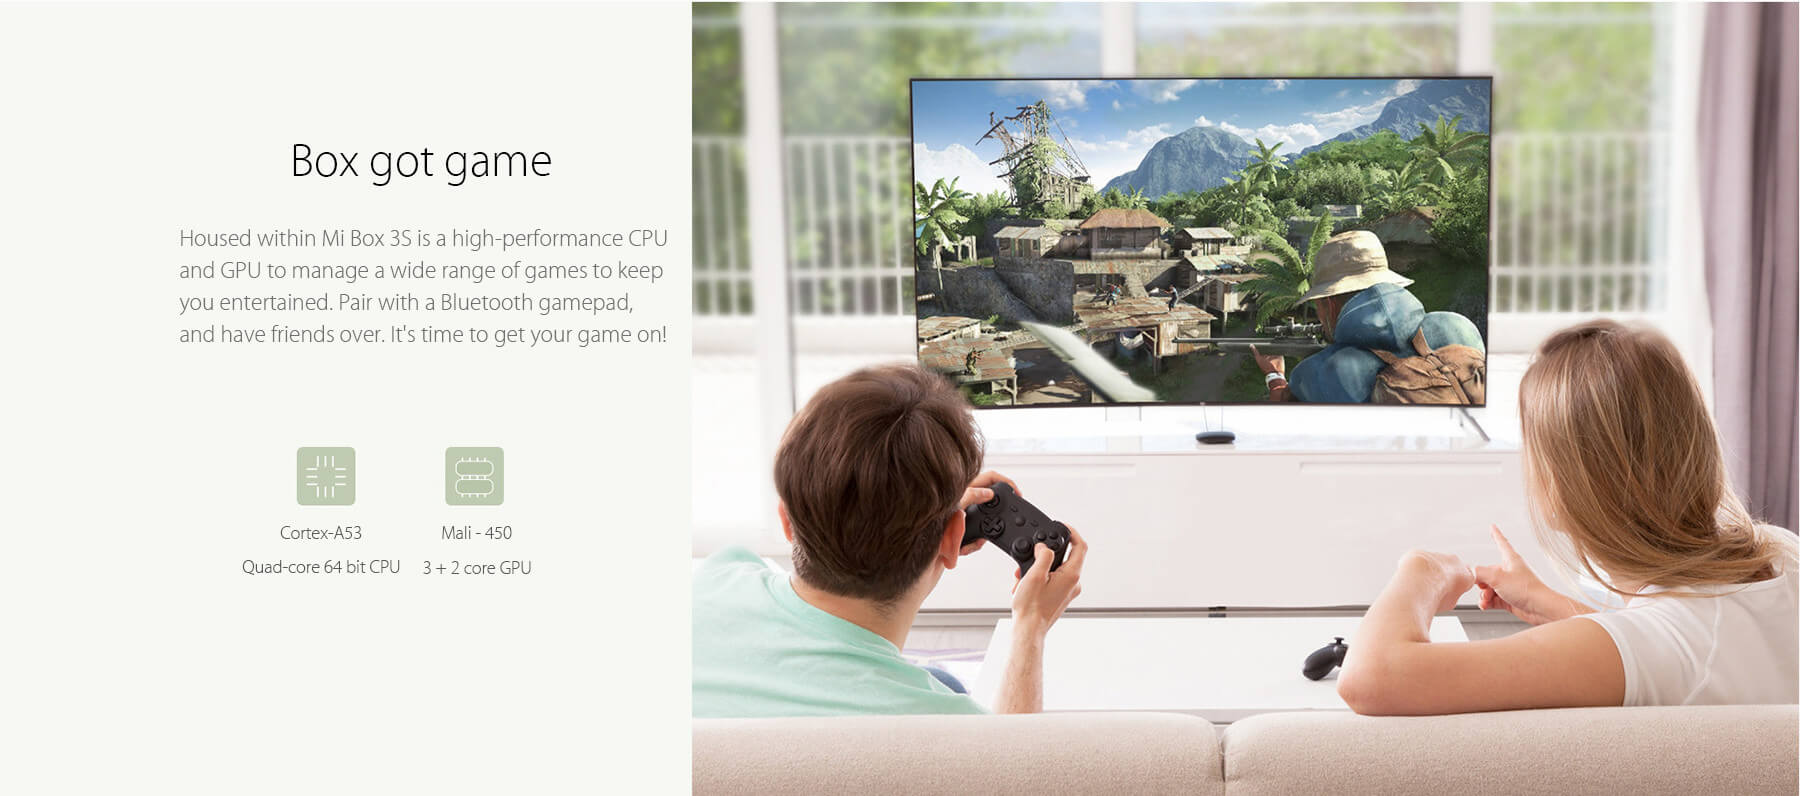 Box got game
Housed within Mi Box 3S is a high-performance CPU
and GPU to manage a wide range of games to keep
you entertained. Pair with a Bluetooth gamepad,
and have friends over. It's time to get your game on!
Cortex-A53
Quad-core 64 bit CPU
Mali - 450
3 + 2 core GPU